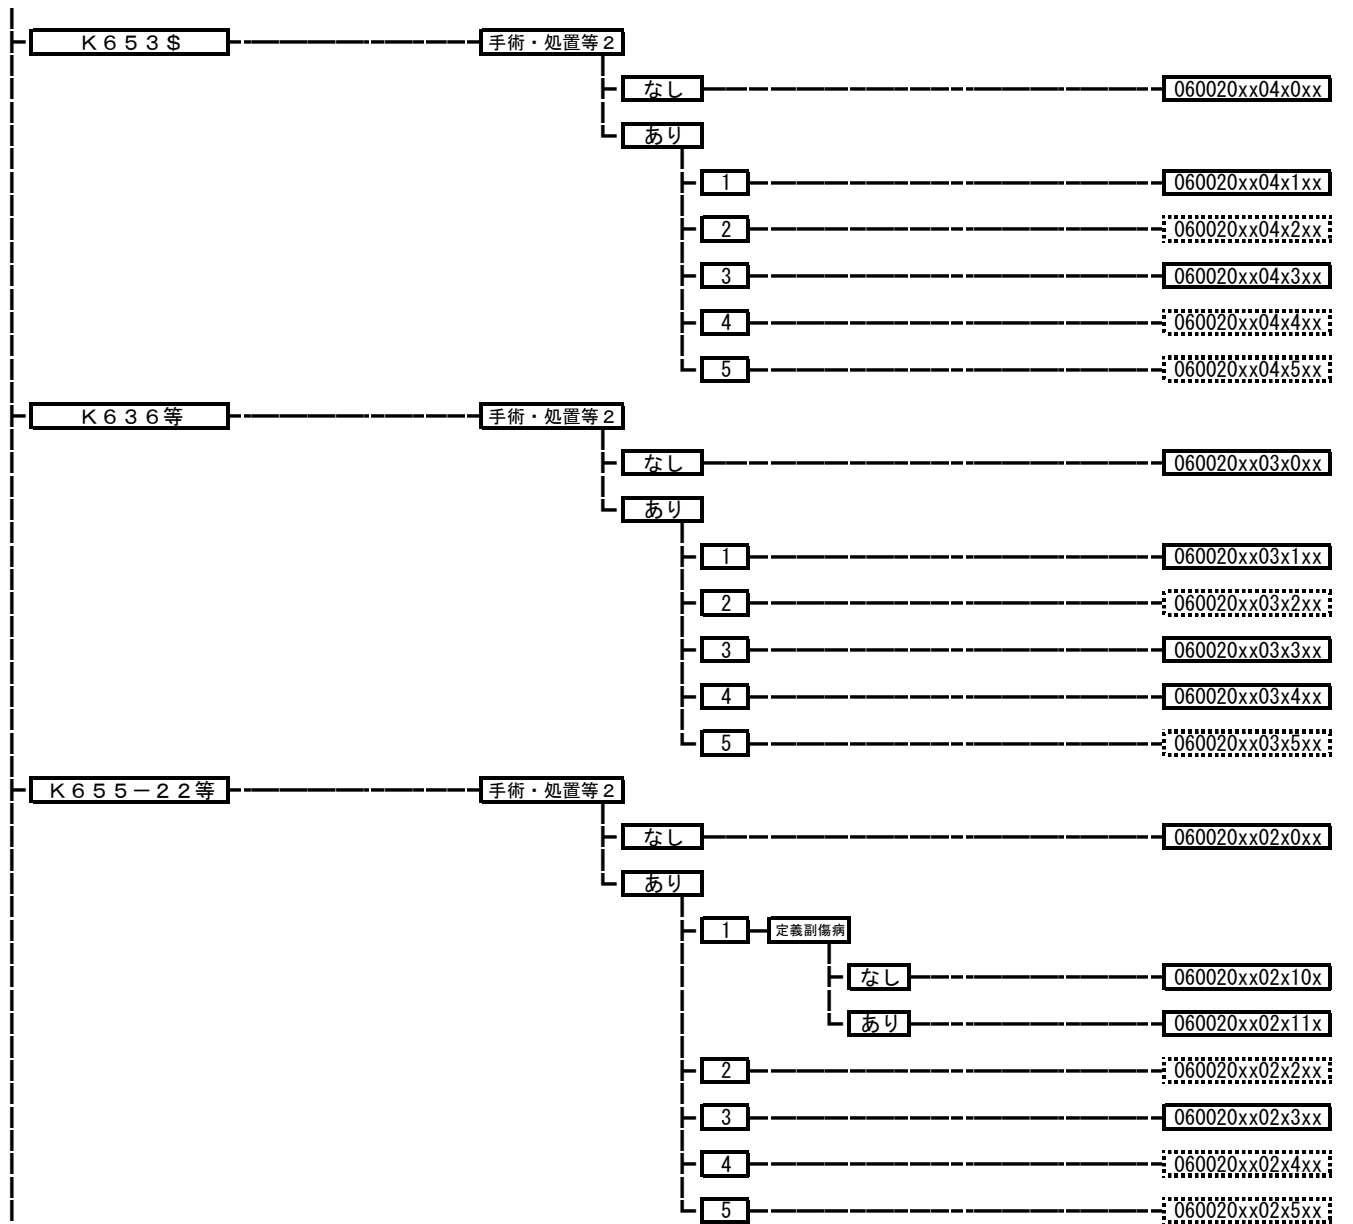 K653$ 手術・処置等2
なし 060020xx04x0xx
あり
1 060020xx04x1xx
2 060020xx04x2xx
3 060020xx04x3xx
4 060020xx04x4xx
5 060020xx04x5xx
K636等 手術・処置等2
なし 060020xx03x0xx
あり
1 060020xx03x1xx
2 060020xx03x2xx
3 060020xx03x3xx
4 060020xx03x4xx
5 060020xx03x5xx
K655-22等 手術・処置等2
なし 060020xx02x0xx
あり
1 定義副傷病
なし 060020xx02x10x
あり 060020xx02x11x
2 060020xx02x2xx
3 060020xx02x3xx
4 060020xx02x4xx
5 060020xx02x5xx